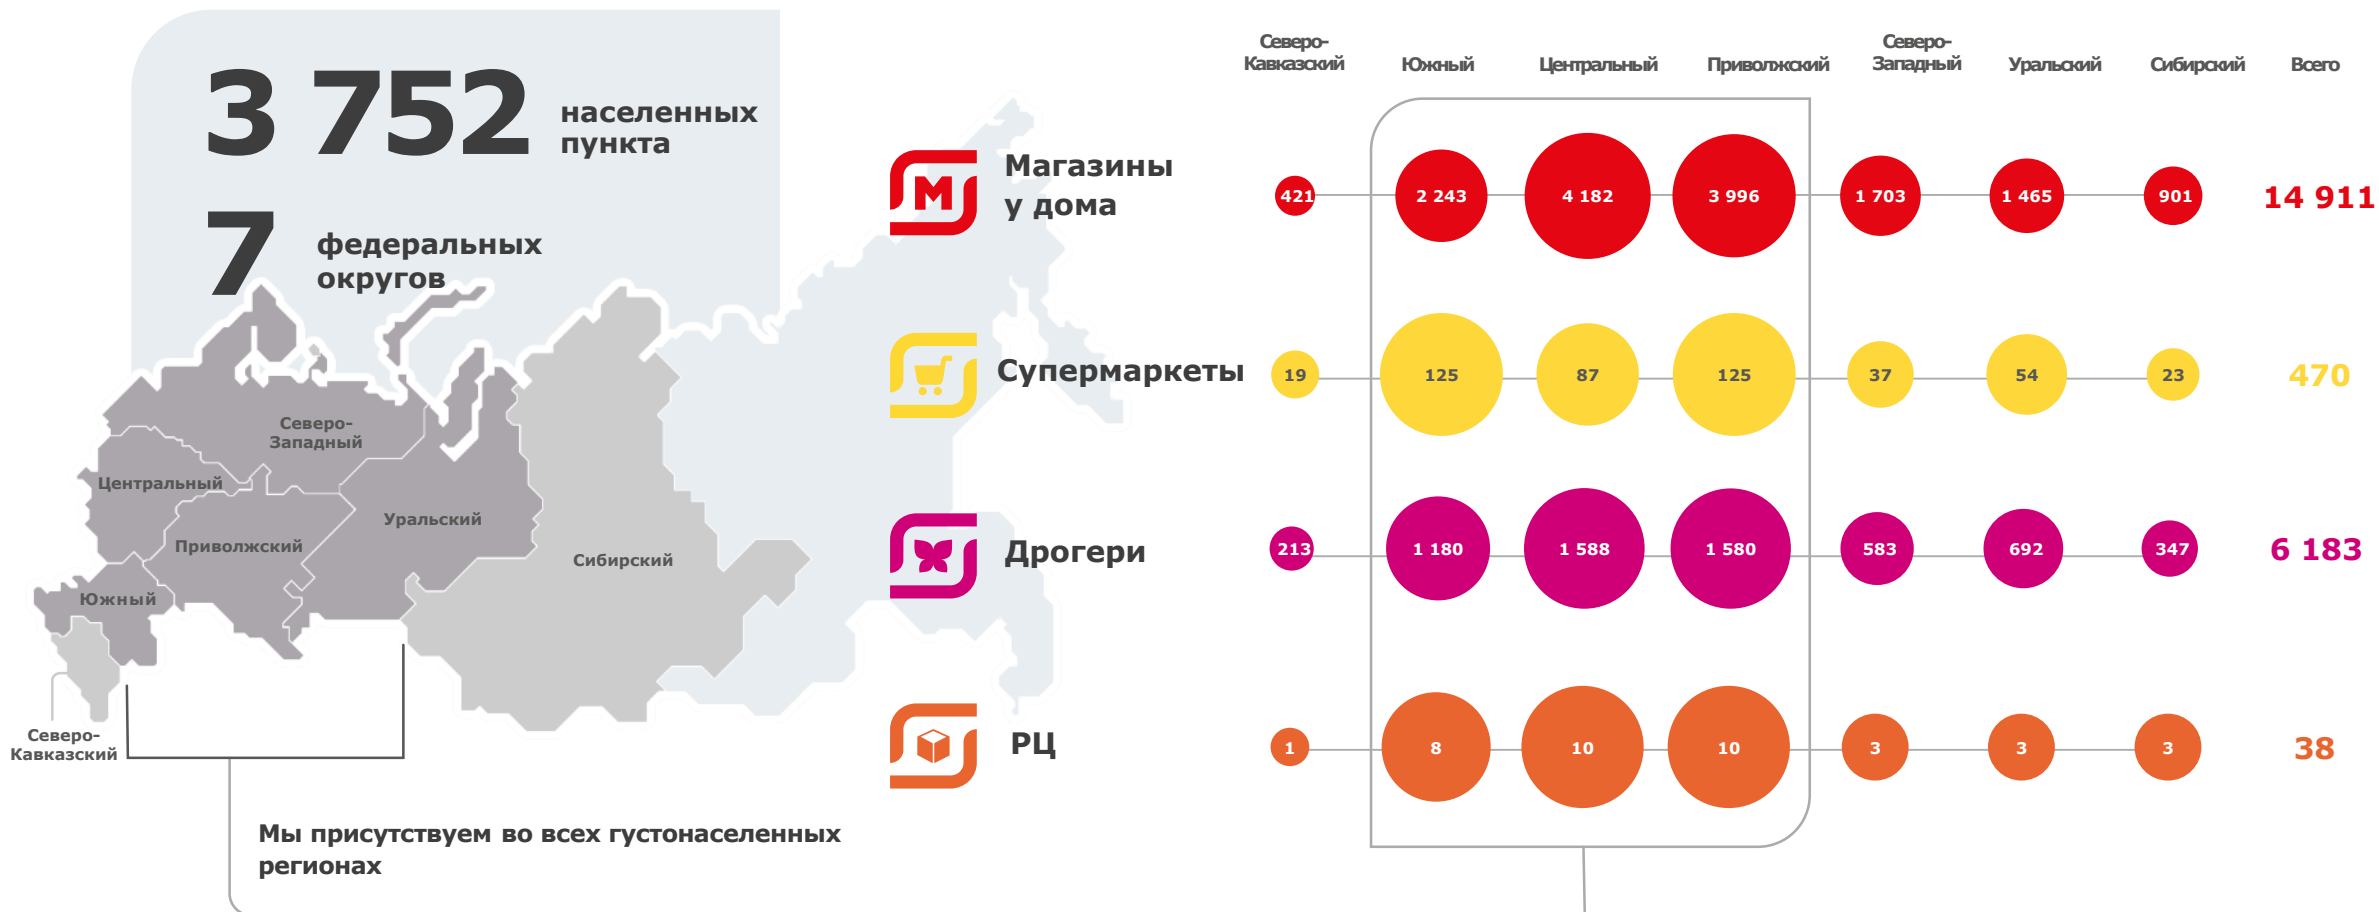 3 752
населенных
пункта
7
федеральных
округов
Северо-
Западный
Центральный
Уральский
Приволжский
Сибирский
Южный
Северо-
Кавказский
Мы присутствуем во всех густонаселенных
регионах
Северо-
Кавказский
Южный
Центральный
Приволжский
Северо-
Западный
Уральский
Сибирский
Всего
М
Магазины
у дома
421
2 243
4 182
3 996
1 703
1 465
901
14 911
Супермаркеты
19
125
87
125
37
54
23
470
Дрогери
213
1 180
1 588
1 580
583
692
347
6 183
РЦ
1
8
10
10
3
3
3
38